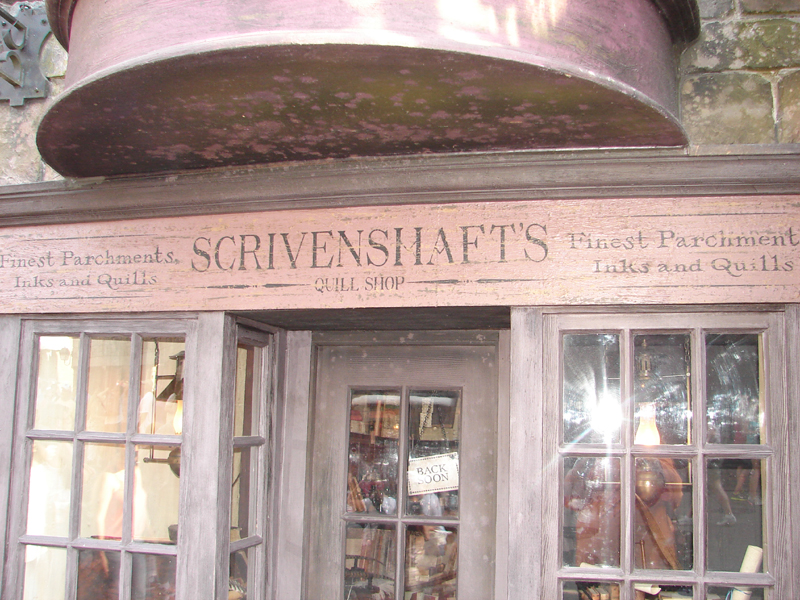 Finest Parchments,
Inks and Quills
SCRIVENSHAFT'S
QUILL SHOP
Finest Parchment
Inks and Quills
BACK
SOON